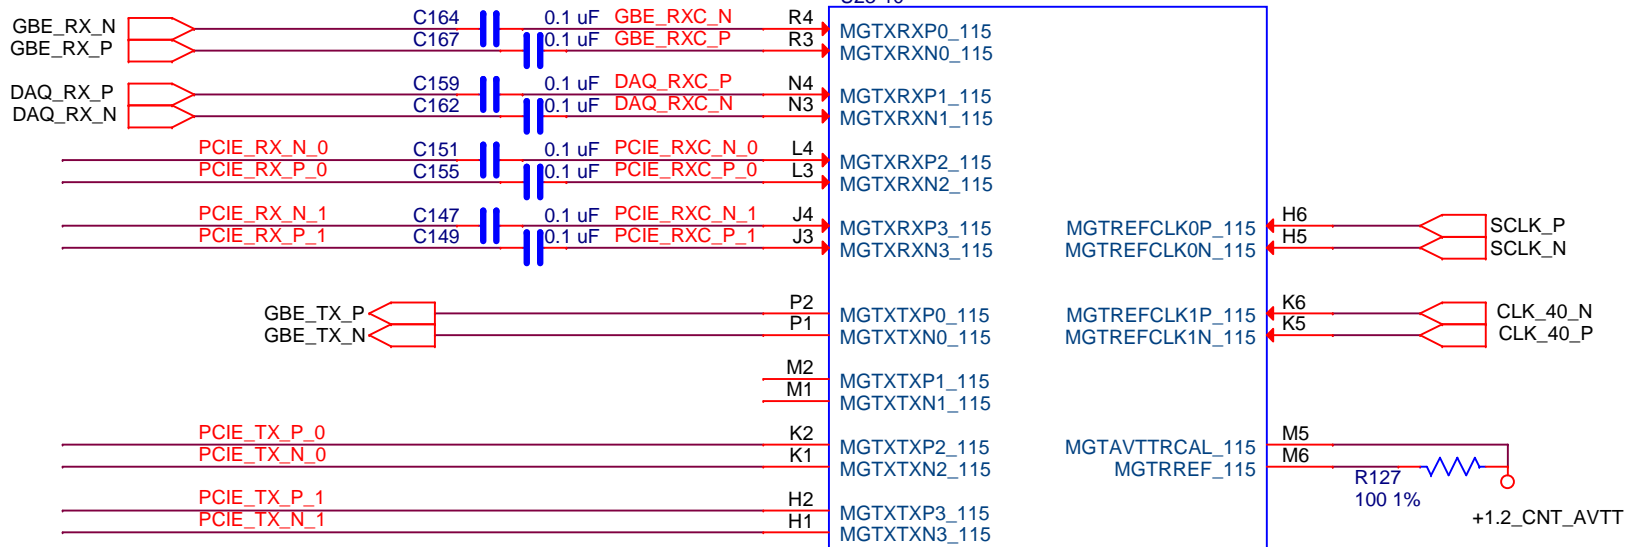 GBE_RX_N C164 0.1 uF GBE_RXC_N R4 MGTXRXP0_115
GBE_RX_P C167 0.1 uF GBE_RXC_P R3 MGTXRXN0_115
DAQ_RX_P C159 0.1 uF DAQ_RXC_P N4 MGTXRXP1_115
DAQ_RX_N C162 0.1 uF DAQ_RXC_N N3 MGTXRXN1_115
PCIE_RX_N_0 C151 0.1 uF PCIE_RXC_N_0 L4 MGTXRXP2_115
PCIE_RX_P_0 C155 0.1 uF PCIE_RXC_P_0 L3 MGTXRXN2_115
PCIE_RX_N_1 C147 0.1 uF PCIE_RXC_N_1 J4 MGTXRXP3_115 MGTREFCLK0P_115 H6 SCLK_P
PCIE_RX_P_1 C149 0.1 uF PCIE_RXC_P_1 J3 MGTXRXN3_115 MGTREFCLK0N_115 H5 SCLK_N
GBE_TX_P P2 MGTXTXP0_115 MGTREFCLK1P_115 K6 CLK_40_N
GBE_TX_N P1 MGTXTXN0_115 MGTREFCLK1N_115 K5 CLK_40_P
M2 MGTXTXP1_115
M1 MGTXTXN1_115
PCIE_TX_P_0 K2 MGTXTXP2_115 MGTAVTTRCAL_115 M5
PCIE_TX_N_0 K1 MGTXTXN2_115 MGTRREF_115 M6
R127
100 1%
PCIE_TX_P_1 H2 MGTXTXP3_115 +1.2_CNT_AVTT
PCIE_TX_N_1 H1 MGTXTXN3_115